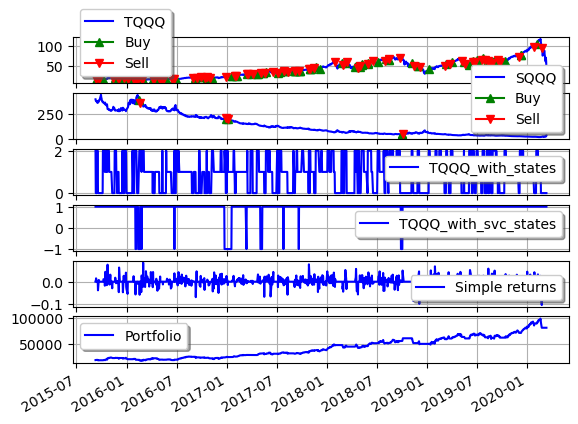 TQQQ
Buy
Sell
100
50
SQQQ
Buy
Sell
250
0
2
0
TQQQ_with_states
1
0
−1
TQQQ_with_svc_states
0.0
−0.1
Simple returns
100000
50000
Portfolio
2015-07
2016-01
2016-07
2017-01
2017-07
2018-01
2018-07
2019-01
2019-07
2020-01